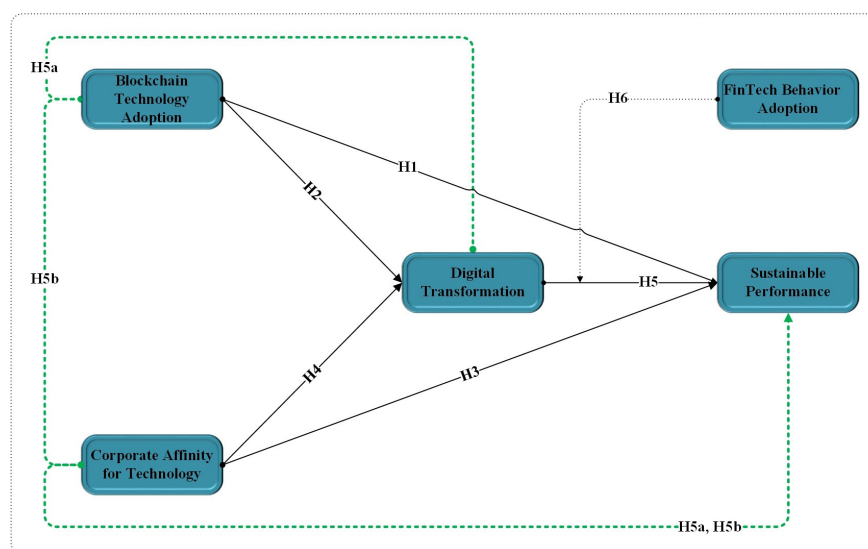 H5a
Blockchain
Technology
Adoption
FinTech Behavior
Adoption
H6
H1
H2
H5b
Digital
Transformation
H5
Sustainable
Performance
H4
H3
Corporate Affinity
for Technology
H5a, H5b